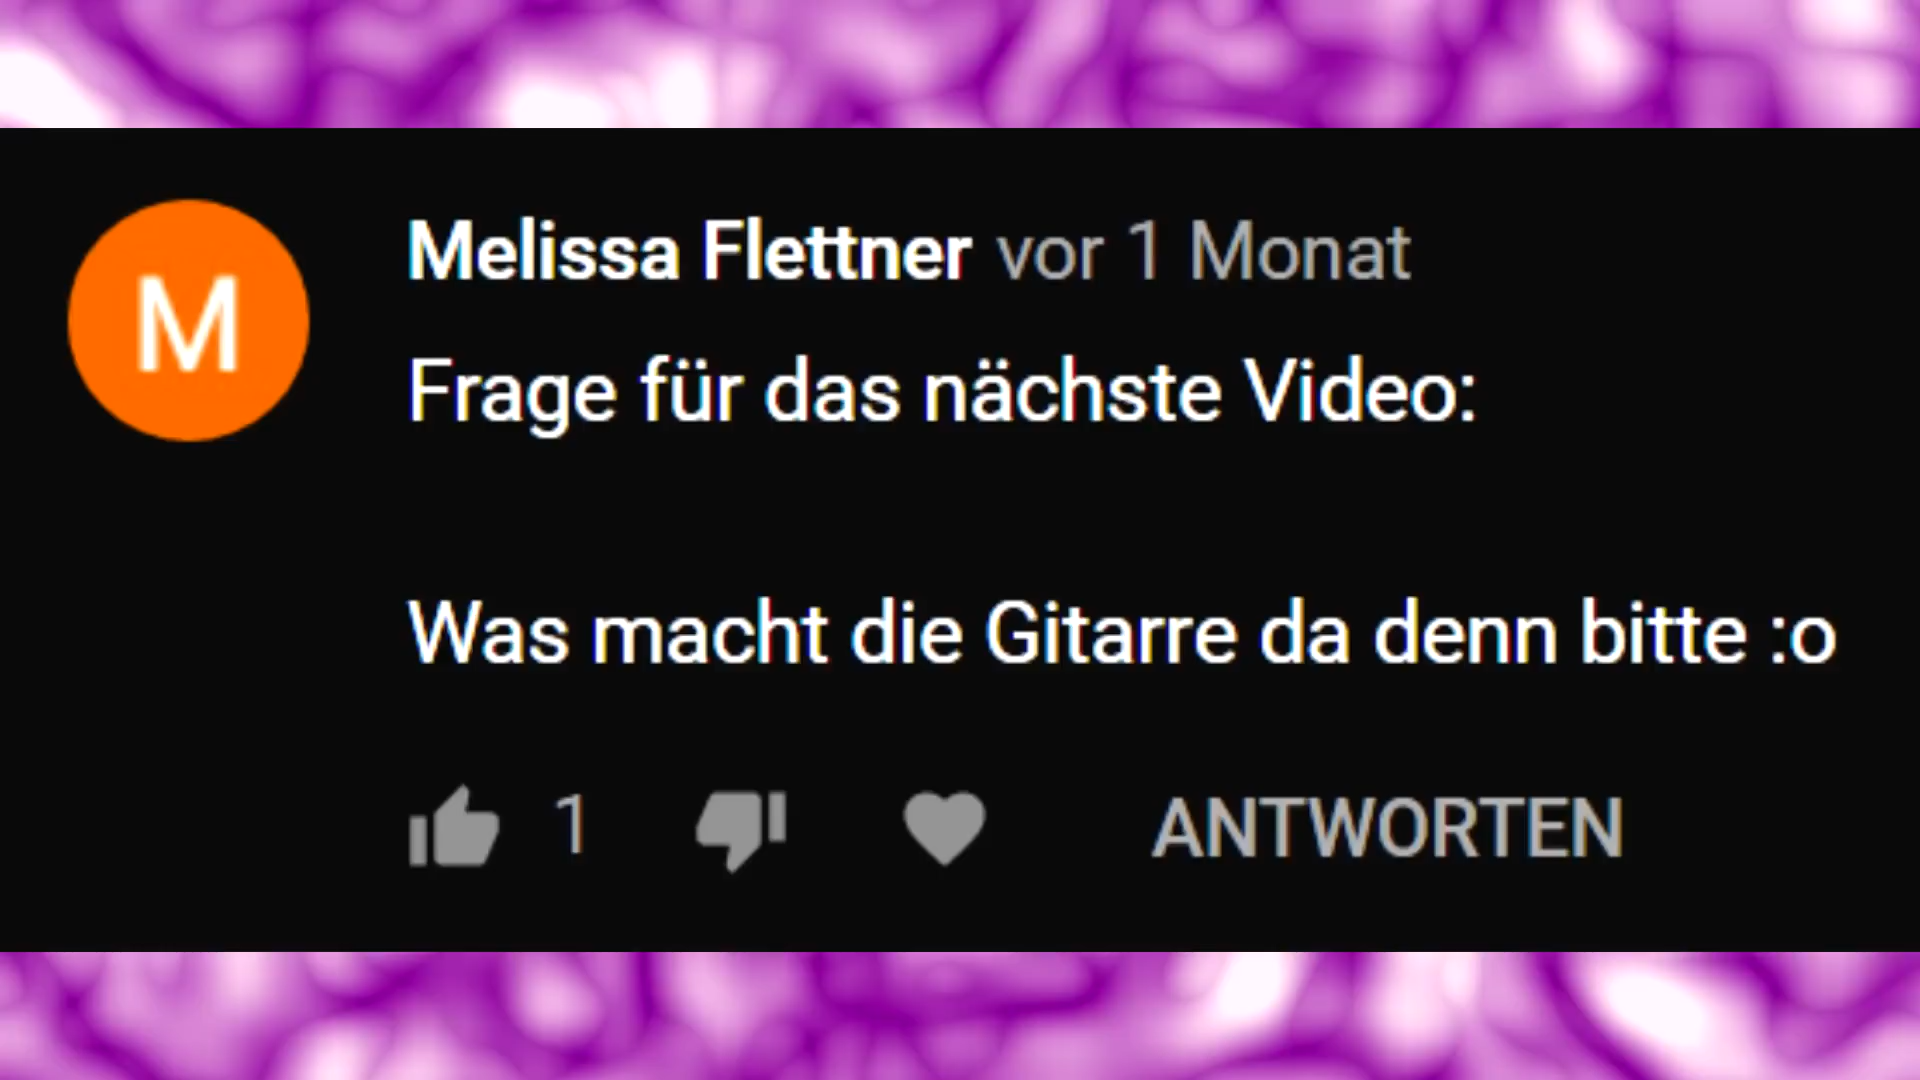 M
Melissa Flettner vor 1 Monat
Frage für das nächste Video:
Was macht die Gitarre da denn bitte :o
1
ANTWORTEN